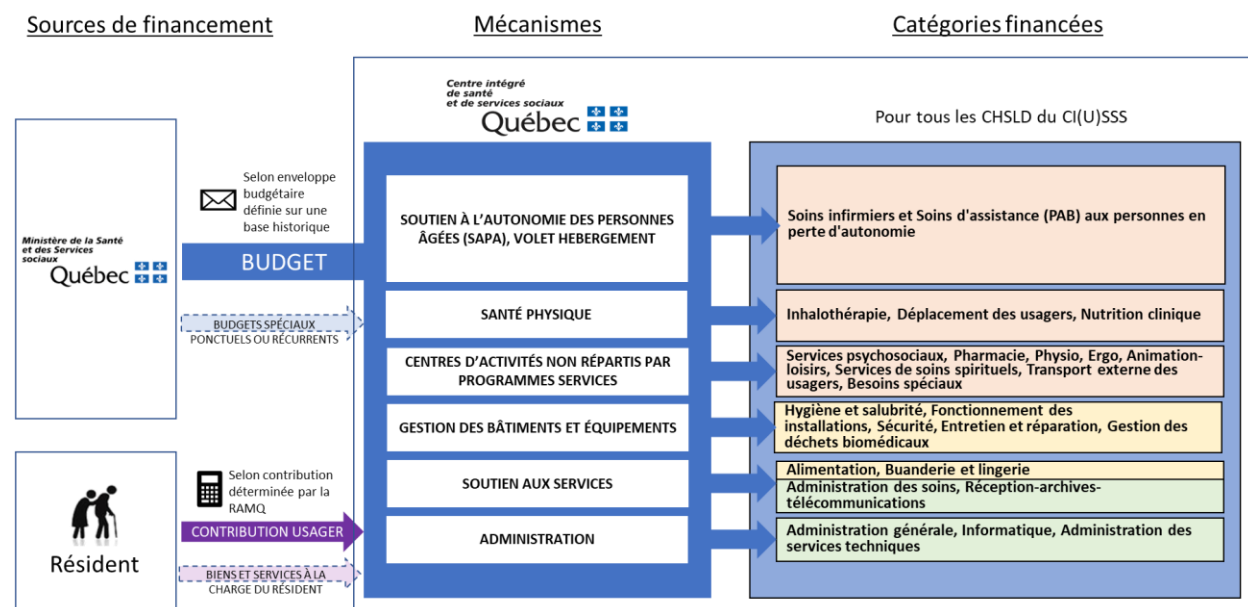 Sources de financement
Mécanismes
Catégories financées
Centre intégré
de santé
et de services sociaux
Québec
Pour tous les CHSLD du CI(U)SSS
Ministère de la Santé
et des Services
sociaux
Québec
Selon enveloppe
budgétaire
définie sur une
base historique
BUDGET
BUDGETS SPÉCIAUX
PONCTUELS OU RÉCURRENTS
SOUTIEN À L'AUTONOMIE DES PERSONNES
ÂGÉES (SAPA), VOLET HEBERGEMENT
Soins infirmiers et Soins d'assistance (PAB) aux personnes en
perte d'autonomie
SANTÉ PHYSIQUE
Inhalothérapie, Déplacement des usagers, Nutrition clinique
CENTRES D'ACTIVITÉS NON RÉPARTIS PAR
PROGRAMMES SERVICES
Services psychosociaux, Pharmacie, Physio, Ergo, Animation-
loisirs, Services de soins spirituels, Transport externe des
usagers, Besoins spéciaux
GESTION DES BÂTIMENTS ET ÉQUIPEMENTS
Hygiène et salubrité, Fonctionnement des
installations, Sécurité, Entretien et réparation, Gestion des
déchets biomédicaux
Résident
Selon contribution
déterminée par la
RAMQ
CONTRIBUTION USAGER
BIENS ET SERVICES À LA
CHARGE DU RÉSIDENT
SOUTIEN AUX SERVICES
Alimentation, Buanderie et lingerie
Administration des soins, Réception-archives-
télécommunications
ADMINISTRATION
Administration générale, Informatique, Administration des
services techniques